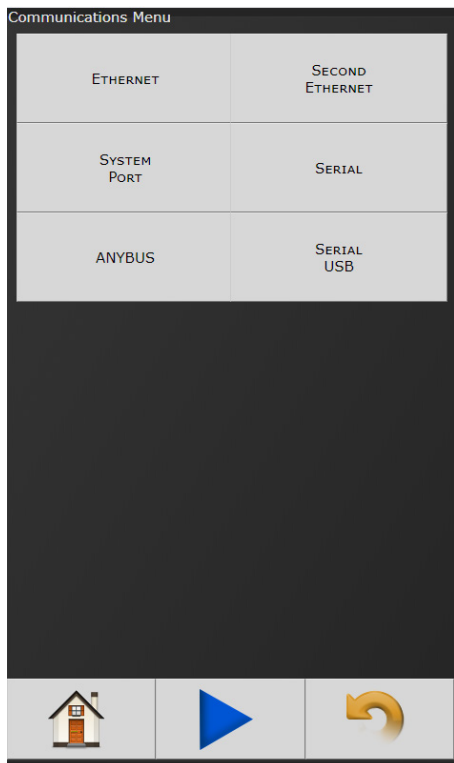 Communications Menu
Ethernet
Second
Ethernet
System
Port
Serial
ANYBUS
Serial
USB